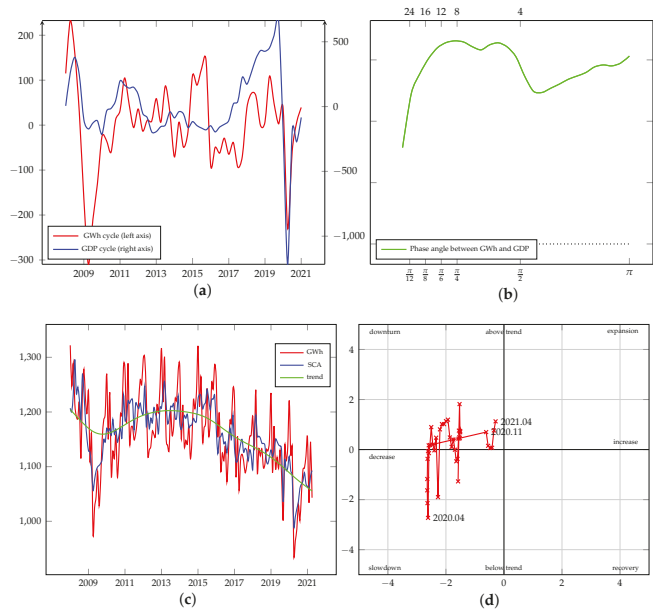 24 16 12 8 4
200
100
0
−100
−200
−300
500
0
−500
−1,000
GWh cycle (left axis)
GDP cycle (right axis)
2009 2011 2013 2015 2017 2019 2021
(a)
Phase angle between GWh and GDP
π/12 π/8 π/6 π/4 π/2 π
(b)
1,300
1,200
1,100
1,000
GWh
SCA
trend
2009 2011 2013 2015 2017 2019 2021
(c)
downturn above trend expansion
4
2
0
−2
−4
2021.04
2020.11
increase
decrease
2020.04
slowdown below trend recovery
−4 −2 0 2 4
(d)